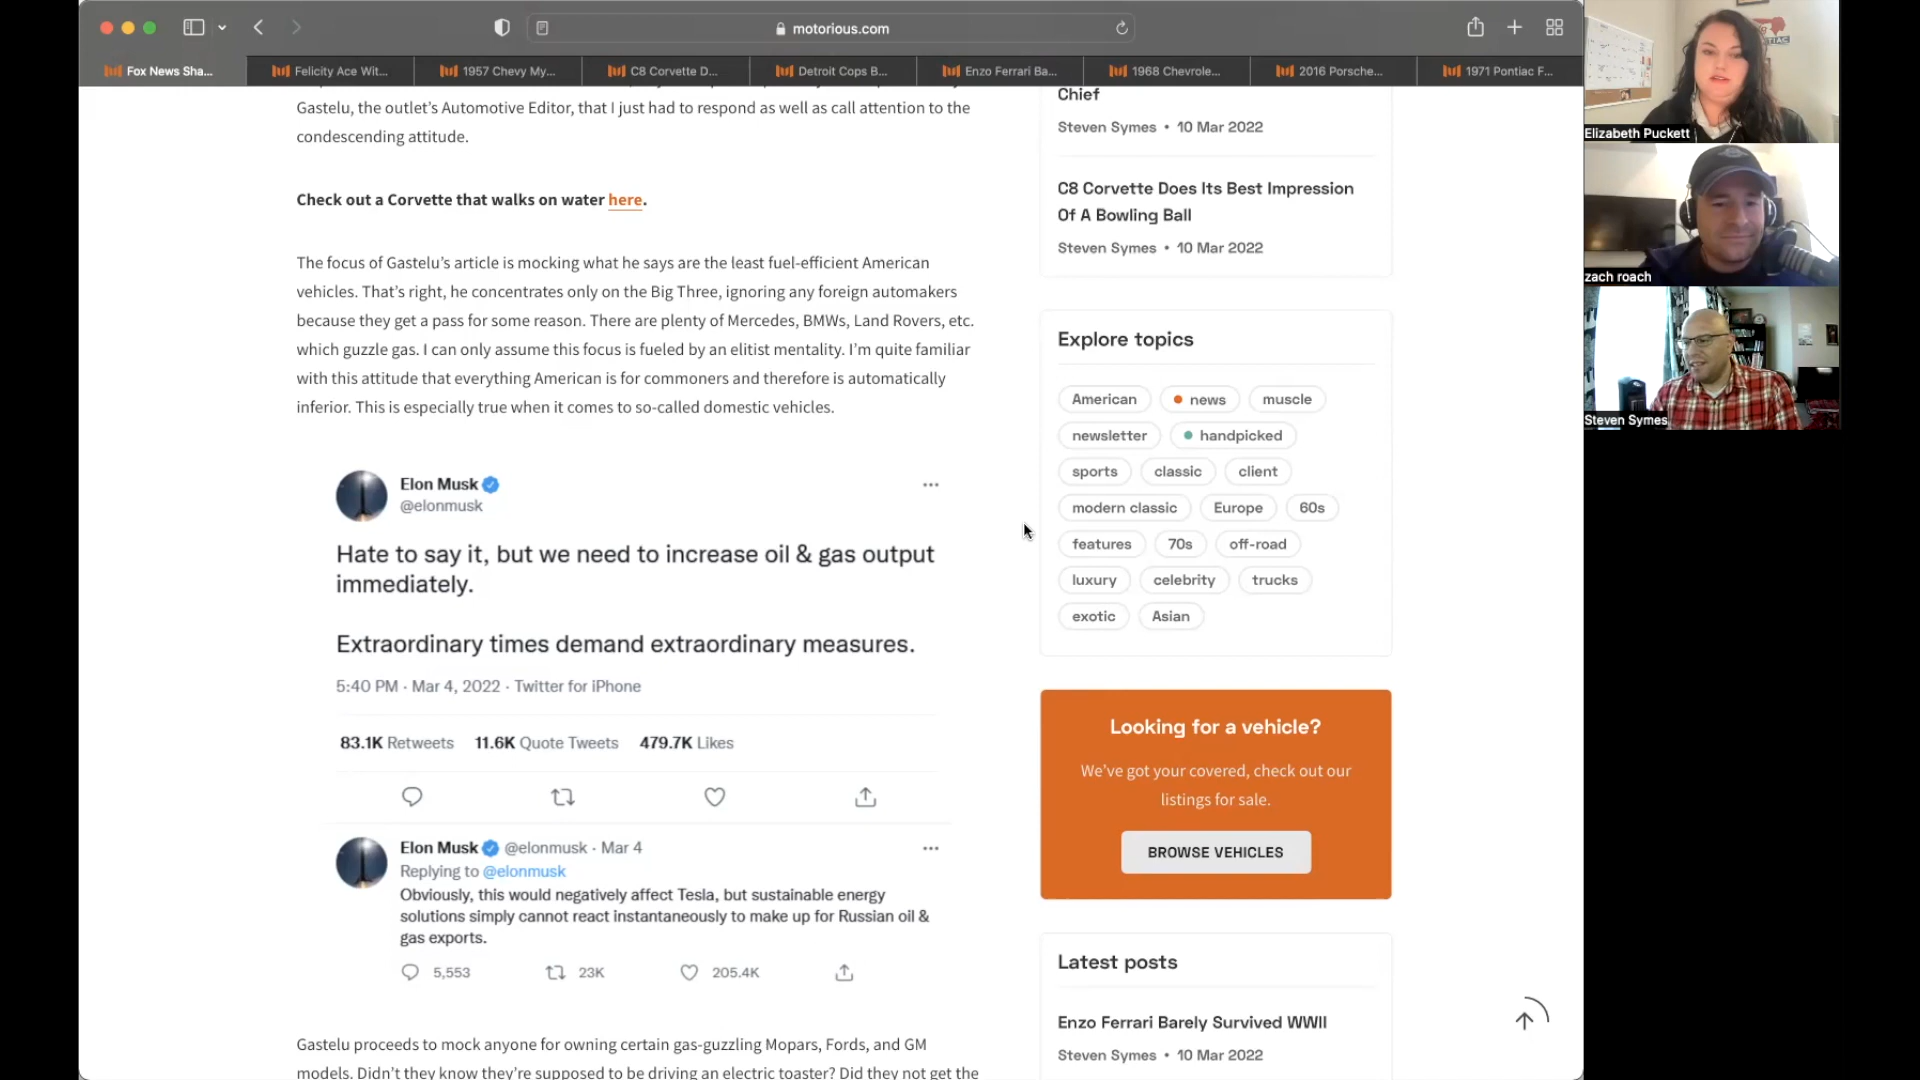 motorious.com
Fox News Sha...
Felicity Ace Wit...
1957 Chevy My...
C8 Corvette D...
Detroit Cops B...
Enzo Ferrari Ba...
1968 Chevrole...
2016 Porsche...
1971 Pontiac F...
Gastelu, the outlet's Automotive Editor, that I just had to respond as well as call attention to the
condescending attitude.
Check out a Corvette that walks on water here.
The focus of Gastelu's article is mocking what he says are the least fuel-efficient American
vehicles. That's right, he concentrates only on the Big Three, ignoring any foreign automakers
because they get a pass for some reason. There are plenty of Mercedes, BMWs, Land Rovers, etc.
which guzzle gas. I can only assume this focus is fueled by an elitist mentality. I'm quite familiar
with this attitude that everything American is for commoners and therefore is automatically
inferior. This is especially true when it comes to so-called domestic vehicles.
Elon Musk
@elonmusk
Hate to say it, but we need to increase oil & gas output
immediately.
Extraordinary times demand extraordinary measures.
5:40 PM · Mar 4, 2022 · Twitter for iPhone
83.1K Retweets 11.6K Quote Tweets 479.7K Likes
Elon Musk @elonmusk · Mar 4
Replying to @elonmusk
Obviously, this would negatively affect Tesla, but sustainable energy
solutions simply cannot react instantaneously to make up for Russian oil &
gas exports.
5,553 23K 205.4K
Gastelu proceeds to mock anyone for owning certain gas-guzzling Mopars, Fords, and GM
models. Didn't they know they're supposed to be driving an electric toaster? Did they not get the
Chief
Steven Symes • 10 Mar 2022
C8 Corvette Does Its Best Impression
Of A Bowling Ball
Steven Symes • 10 Mar 2022
Explore topics
American news muscle
newsletter handpicked
sports classic client
modern classic Europe 60s
features 70s off-road
luxury celebrity trucks
exotic Asian
Looking for a vehicle?
We've got your covered, check out our
listings for sale.
BROWSE VEHICLES
Latest posts
Enzo Ferrari Barely Survived WWII
Steven Symes • 10 Mar 2022
Elizabeth Puckett
zach roach
Steven Symes